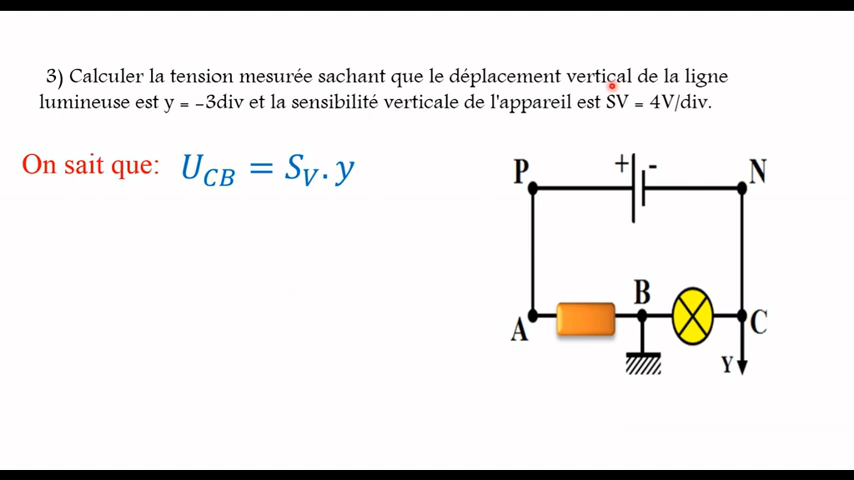 3) Calculer la tension mesurée sachant que le déplacement vertical de la ligne
lumineuse est y = -3div et la sensibilité verticale de l'appareil est SV = 4V/div.
On sait que: U_CB = S_V . y
P + - N
B
A C
Y